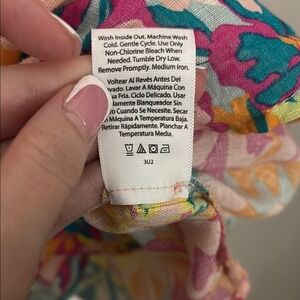 Wash Inside Out. Machine Wash
Cold. Gentle Cycle. Use Only
Non-Chlorine Bleach When
Needed. Tumble Dry Low.
Remove Promptly. Medium Iron.
Voltear Al Revés Antes Del
Lavar A Máquina
Con Agua Fría. Ciclo Delicado. Usar
Blanqueador Sin
Cloro Cuando Se Necesite. Secar
A Máquina A Temperatura Baja.
Retirar Rápidamente. Planchar A
Temperatura Media.
3U2